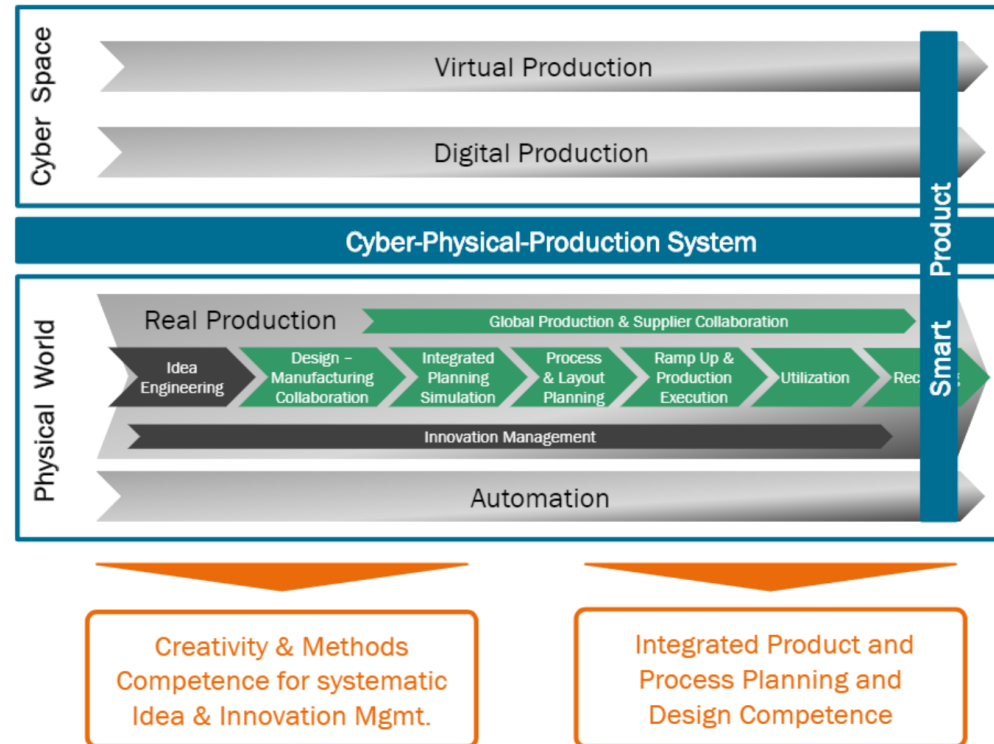 Cyber Space
Virtual Production
Digital Production
Cyber-Physical-Production System
Smart Product
Physical World
Real Production
Global Production & Supplier Collaboration
Idea
Engineering
Design –
Manufacturing
Collaboration
Integrated
Planning
Simulation
Process
& Layout
Planning
Ramp Up &
Production
Execution
Utilization
Innovation Management
Automation
Creativity & Methods
Competence for systematic
Idea & Innovation Mgmt.
Integrated Product and
Process Planning and
Design Competence